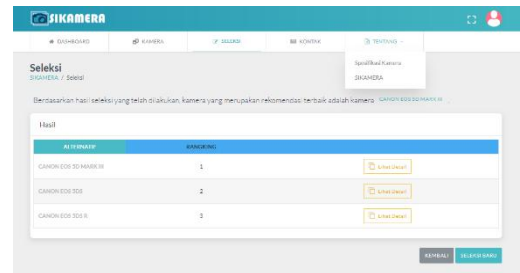 SIKAMERA
DASHBOARD KAMERA SELEKSI KONTAK TENTANG
Spesifikasi Kamera
SIKAMERA
Seleksi
SIKAMERA / Seleksi
Berdasarkan hasil seleksi yang telah dilakukan, kamera yang merupakan rekomendasi terbaik adalah kamera CANON EOS 5D MARK III
Hasil
ALTERNATIF RANGKING
CANON EOS 5D MARK III 1 Lihat Detail
CANON EOS 5DS 2 Lihat Detail
CANON EOS 5DS R 3 Lihat Detail
KEMBALI SELEKSI BARU